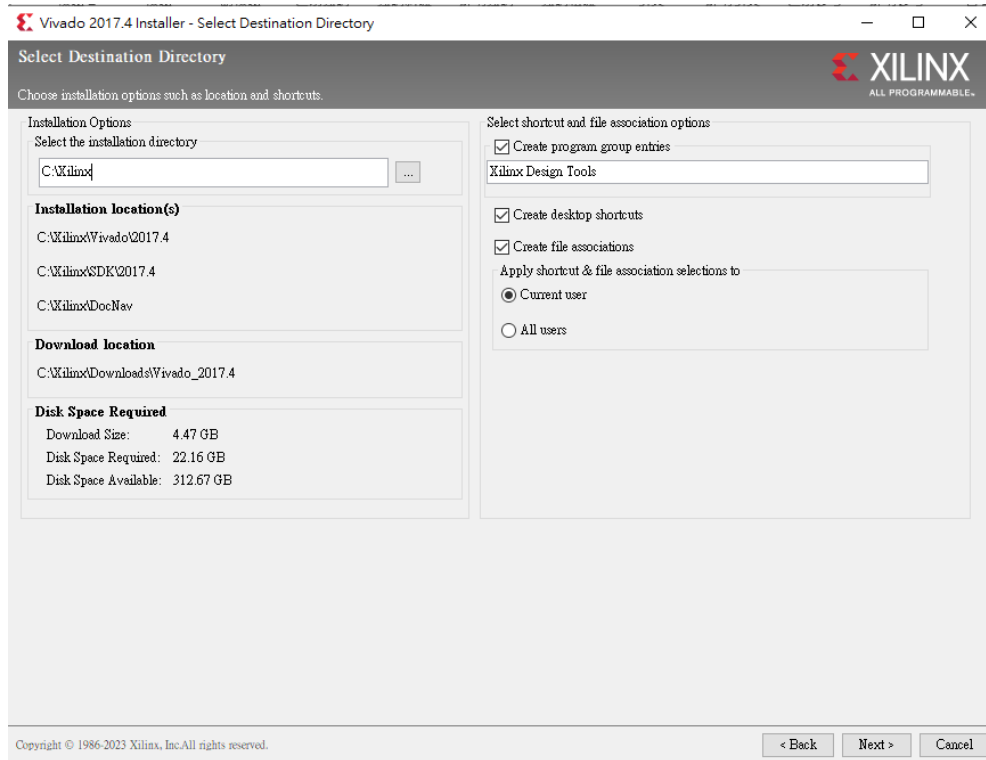 Vivado 2017.4 Installer - Select Destination Directory
Select Destination Directory
Choose installation options such as location and shortcuts.
XILINX
ALL PROGRAMMABLE™
Installation Options
Select the installation directory
C:\Xilinx
...
Installation location(s)
C:\Xilinx\Vivado\2017.4
C:\Xilinx\SDK\2017.4
C:\Xilinx\DocNav
Download location
C:\Xilinx\Downloads\Vivado_2017.4
Disk Space Required
Download Size: 4.47 GB
Disk Space Required: 22.16 GB
Disk Space Available: 312.67 GB
Select shortcut and file association options
Create program group entries
Xilinx Design Tools
Create desktop shortcuts
Create file associations
Apply shortcut & file association selections to
Current user
All users
Copyright © 1986-2023 Xilinx, Inc.All rights reserved.
< Back Next > Cancel